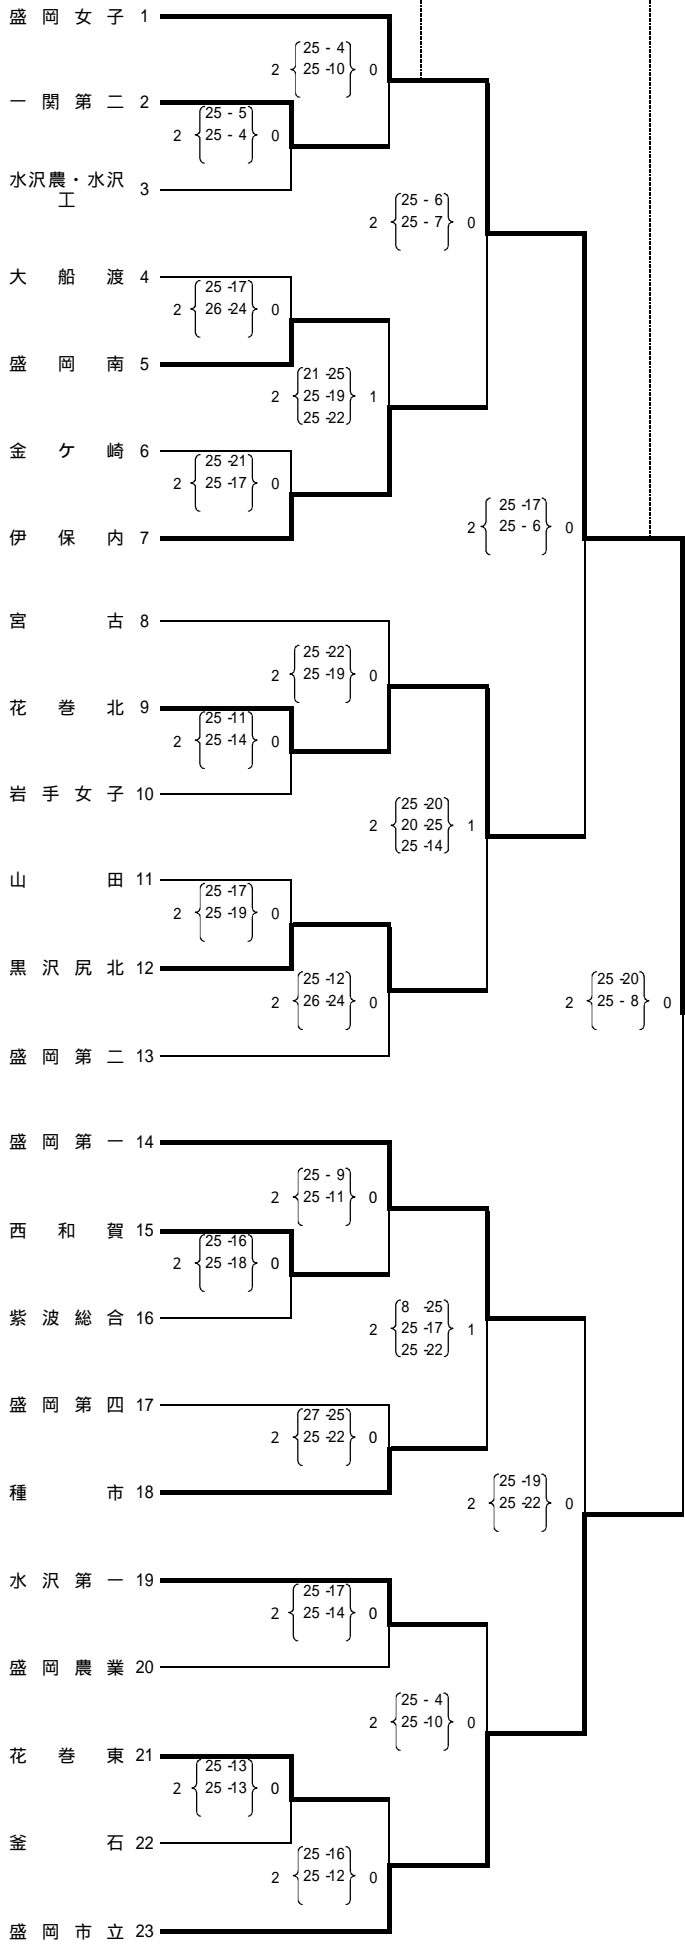 盛岡女子 1
25 - 4
2 25 -10 0
一関第二 2
25 - 5
2 25 - 4 0
水沢農・水沢
工 3
25 - 6
2 25 - 7 0
大船渡 4
25 -17
2 26 -24 0
盛岡南 5
21 -25
2 25 -19 1
25 -22
金ケ崎 6
25 -21
2 25 -17 0
25 -17
2 25 - 6 0
伊保内 7
宮古 8
25 -22
2 25 -19 0
花巻北 9
25 -11
2 25 -14 0
岩手女子 10
25 -20
2 20 -25 1
25 -14
山田 11
25 -17
2 25 -19 0
黒沢尻北 12
25 -12
2 26 -24 0
25 -20
2 25 - 8 0
盛岡第二 13
盛岡第一 14
25 - 9
2 25 -11 0
西和賀 15
25 -16
2 25 -18 0
紫波総合 16
8 -25
2 25 -17 1
25 -22
盛岡第四 17
27 -25
2 25 -22 0
種市 18
25 -19
2 25 -22 0
水沢第一 19
25 -17
2 25 -14 0
盛岡農業 20
25 - 4
2 25 -10 0
花巻東 21
25 -13
2 25 -13 0
釜石 22
25 -16
2 25 -12 0
盛岡市立 23